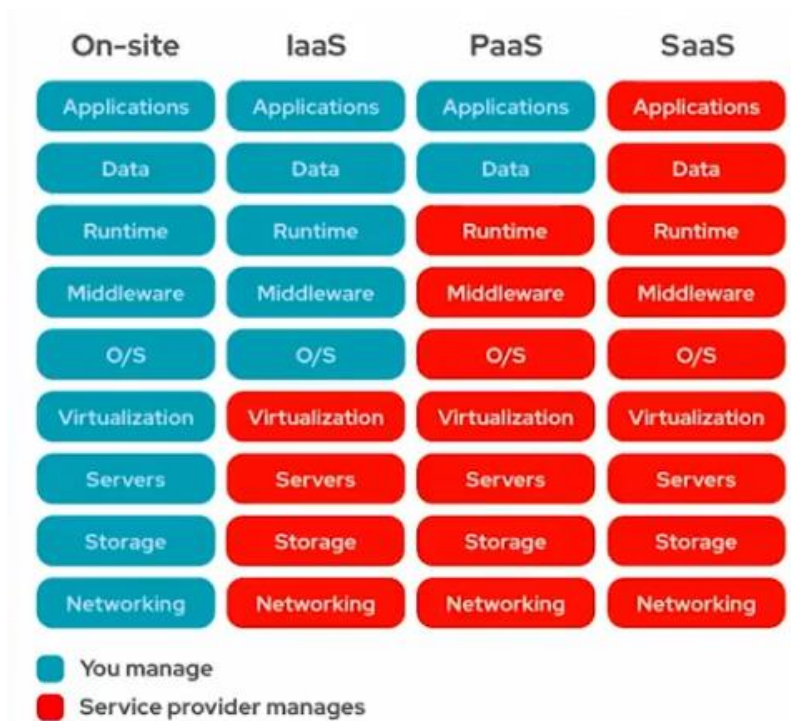 On-site IaaS PaaS SaaS
Applications Applications Applications Applications
Data Data Data Data
Runtime Runtime Runtime Runtime
Middleware Middleware Middleware Middleware
O/S O/S O/S O/S
Virtualization Virtualization Virtualization Virtualization
Servers Servers Servers Servers
Storage Storage Storage Storage
Networking Networking Networking Networking
You manage
Service provider manages